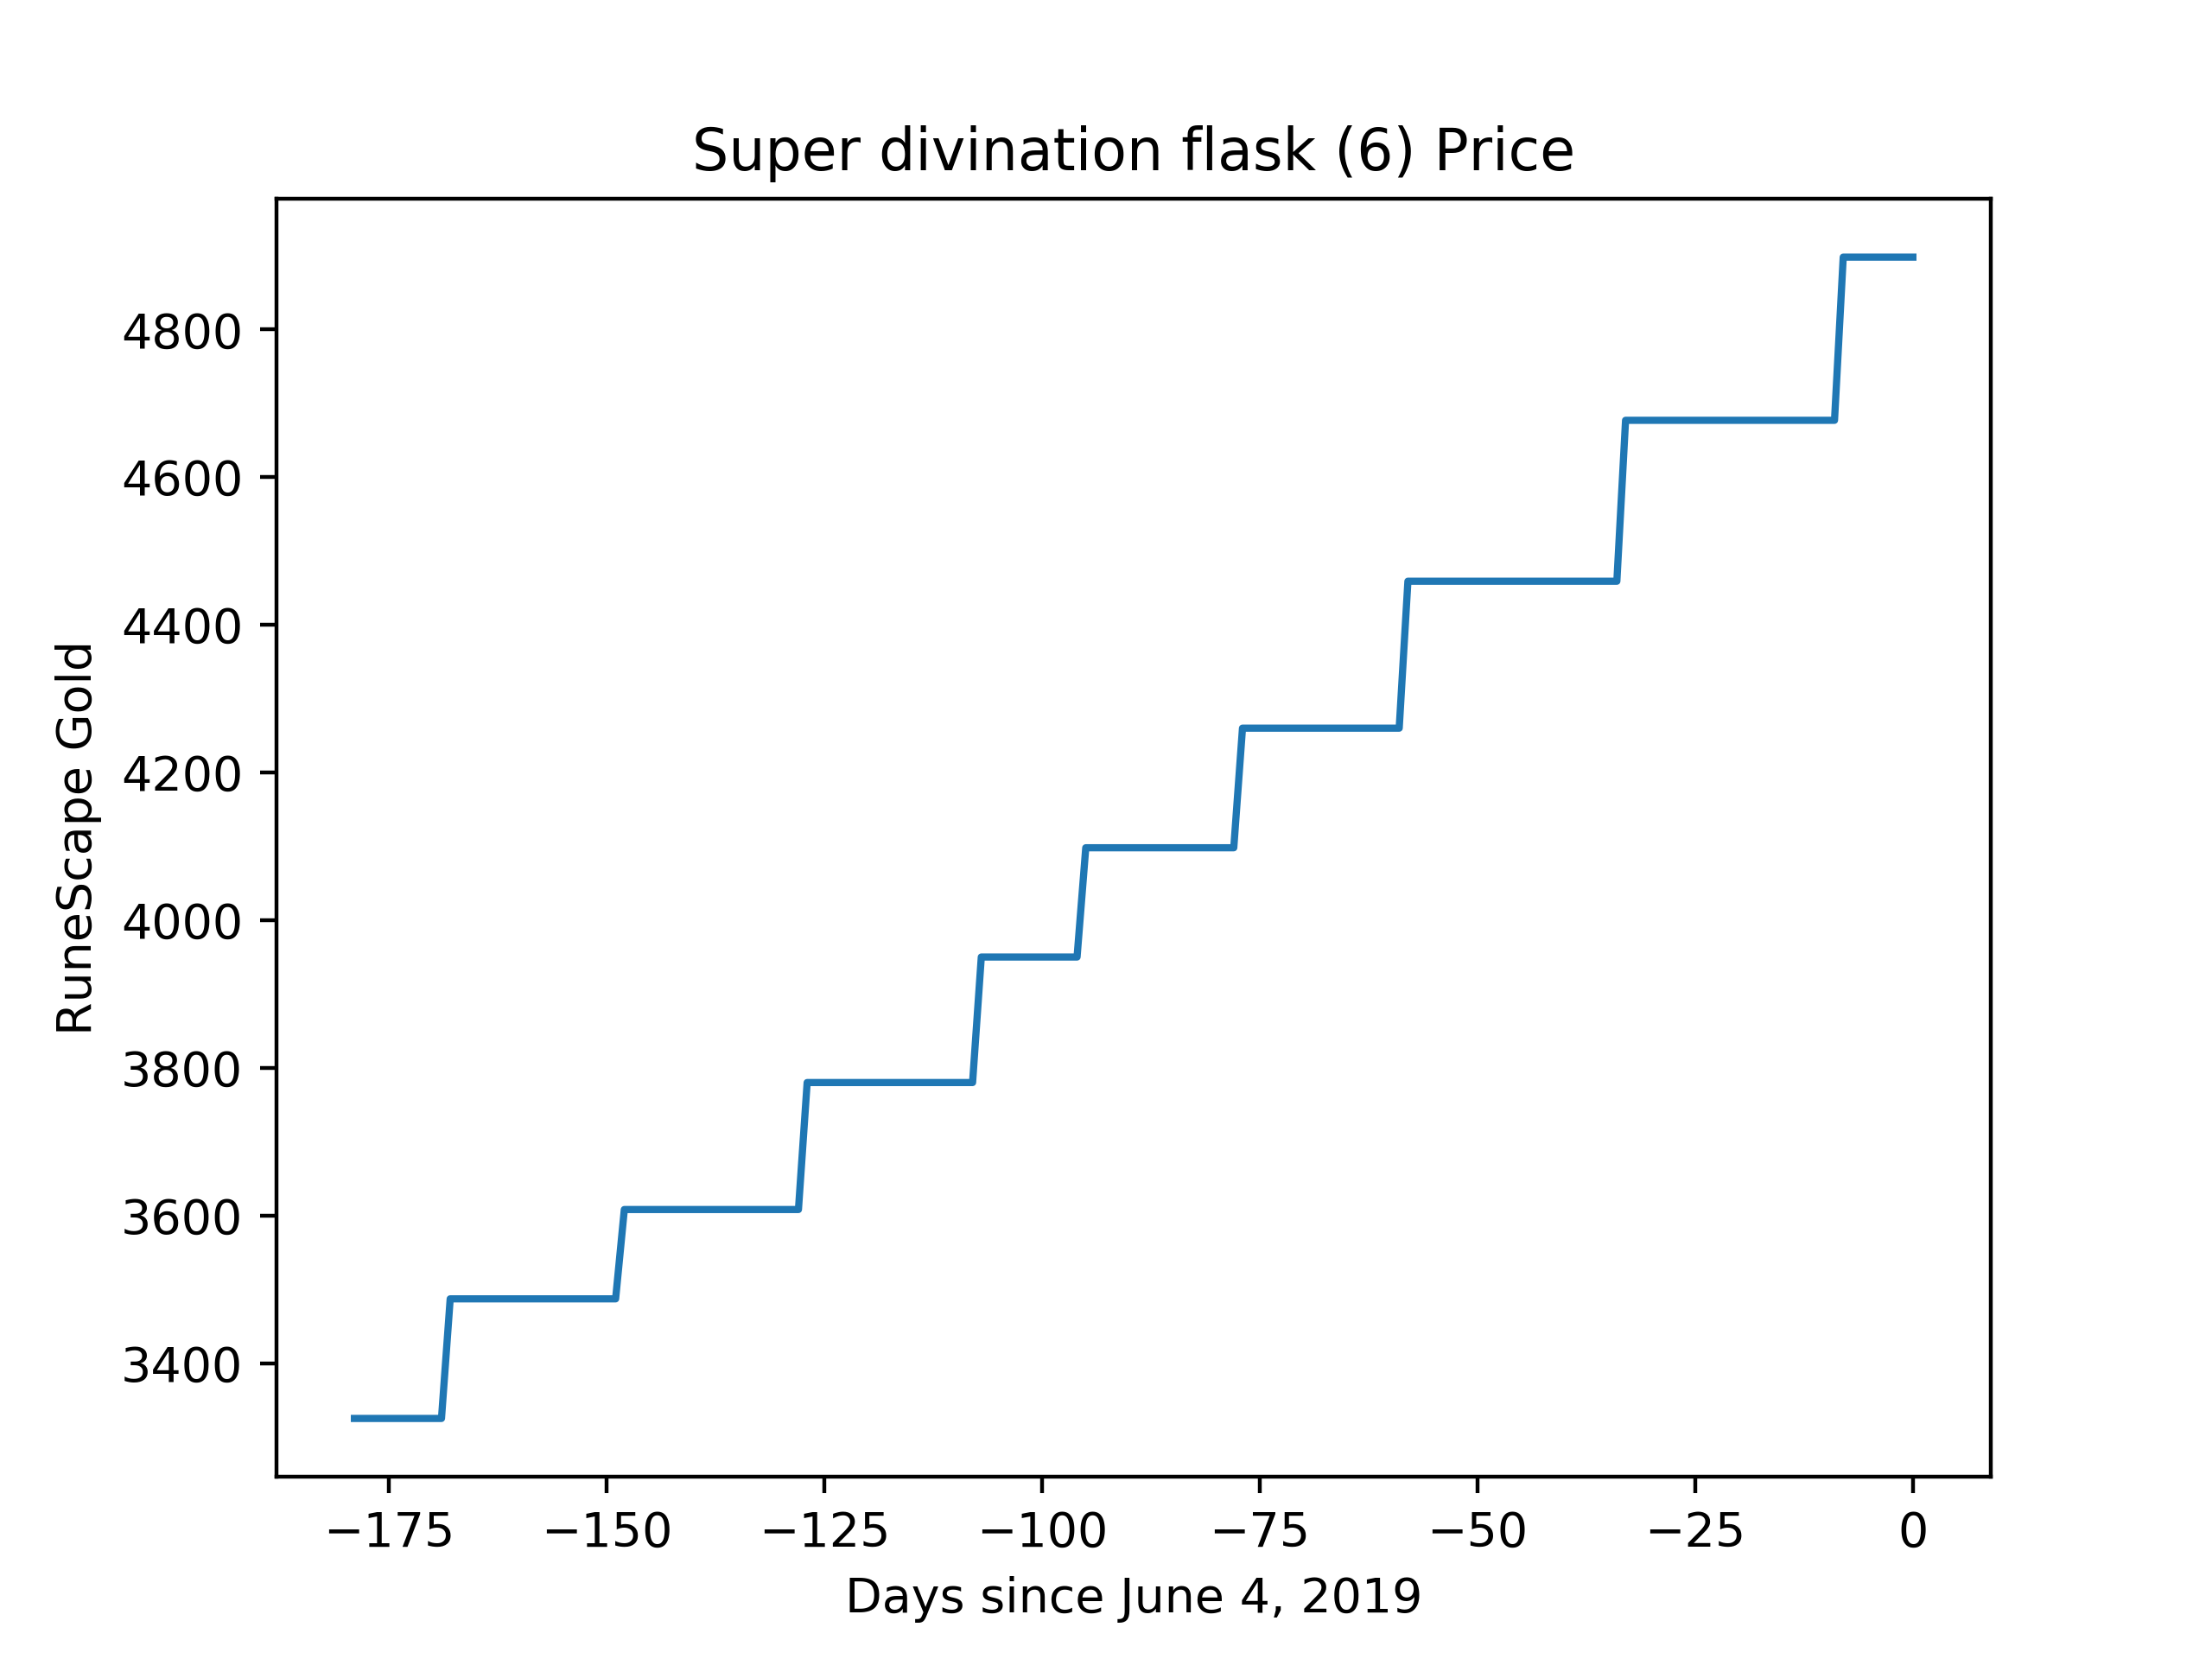 Super divination flask (6) Price
RuneScape Gold
4800
4600
4400
4200
4000
3800
3600
3400
−175 −150 −125 −100 −75 −50 −25 0
Days since June 4, 2019